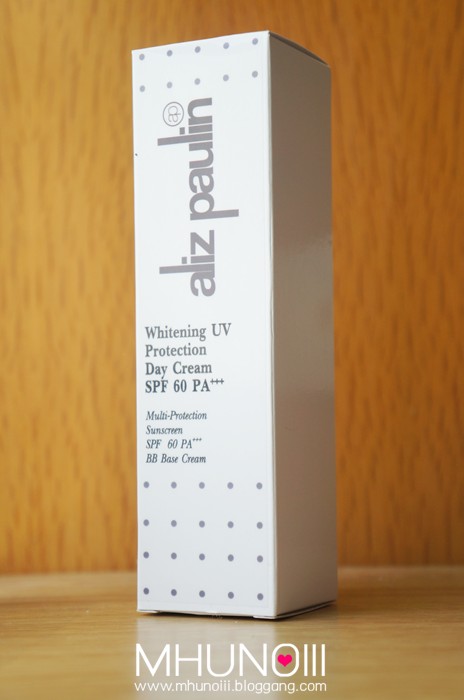 aliz paulin
Whitening UV
Protection
Day Cream
SPF 60 PA+++
Multi-Protection
Sunscreen
SPF 60 PA+++
BB Base Cream
MHUNOIII
www.mhunoiii.bloggang.com